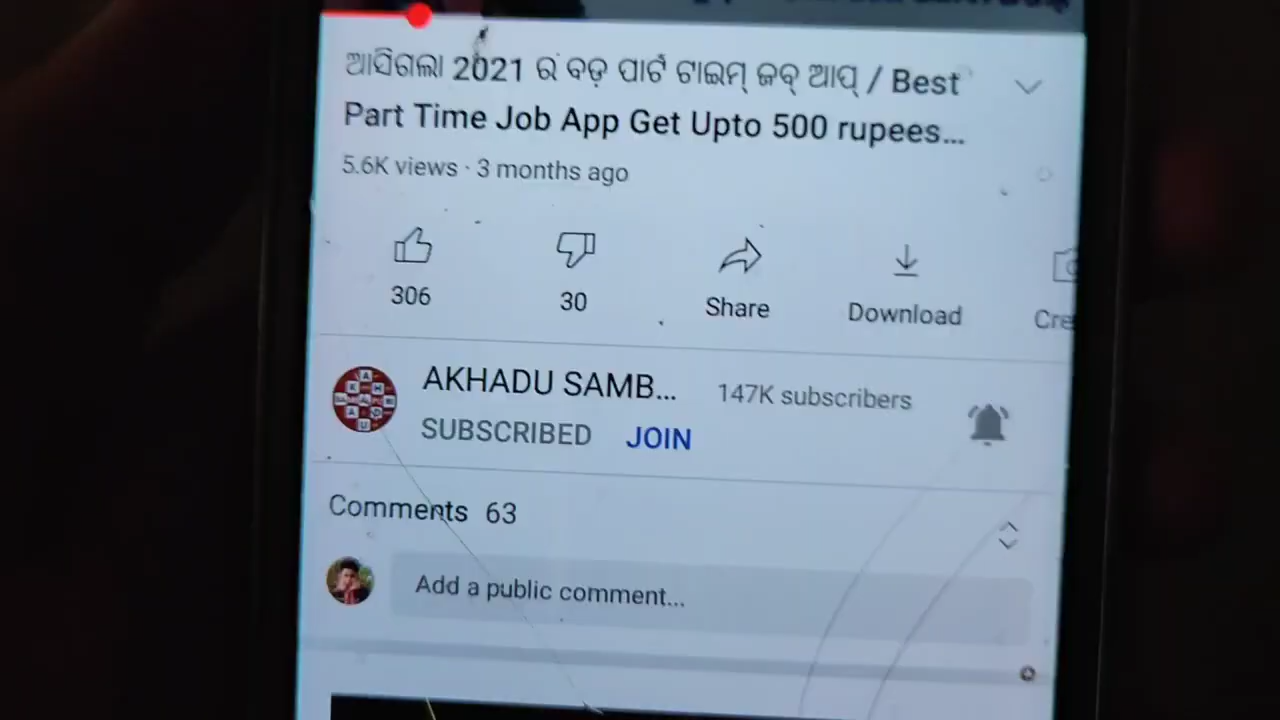 ଆସିଗଲା 2021 ର ବଡ଼ ପାର୍ଟ ଟାଇମ୍ ଜବ୍ ଆପ୍ / Best
Part Time Job App Get Upto 500 rupees...
5.6K views · 3 months ago
306
30
Share
Download
Cre
AKHADU SAMB...
147K subscribers
SUBSCRIBED JOIN
Comments 63
Add a public comment...